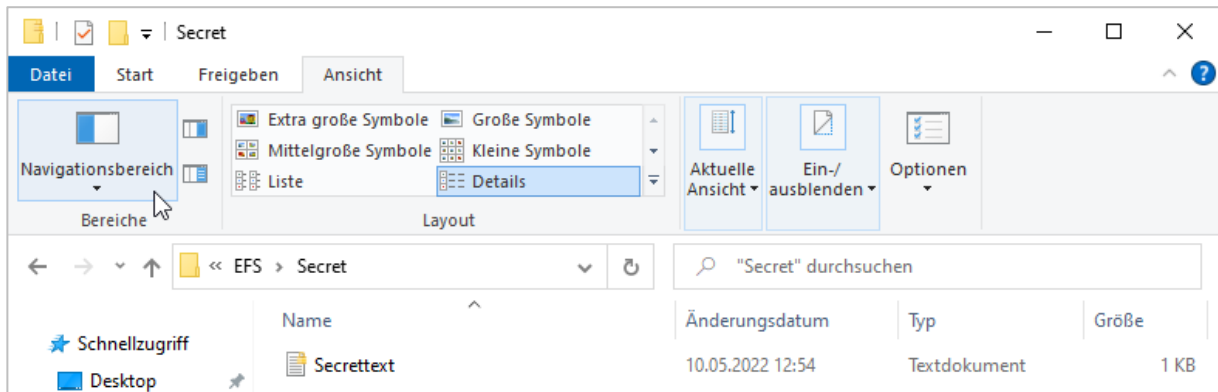 Secret
Datei Start Freigeben Ansicht
Extra große Symbole Große Symbole
Mittelgroße Symbole Kleine Symbole
Liste Details
Navigationsbereich
Aktuelle Ansicht
Ein-/ausblenden
Optionen
Bereiche
Layout
« EFS › Secret
"Secret" durchsuchen
Name Änderungsdatum Typ Größe
Schnellzugriff
Secrettext 10.05.2022 12:54 Textdokument 1 KB
Desktop